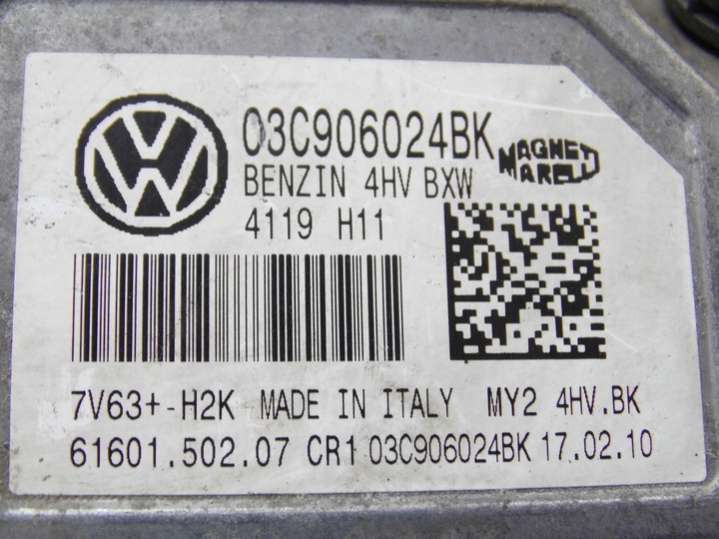 03C906024BK
MAGNETI
MARELLI
BENZIN 4HV BXW
4119 H11
7V63+-H2K MADE IN ITALY MY2 4HV.BK
61601.502.07 CR1 03C906024BK 17.02.10